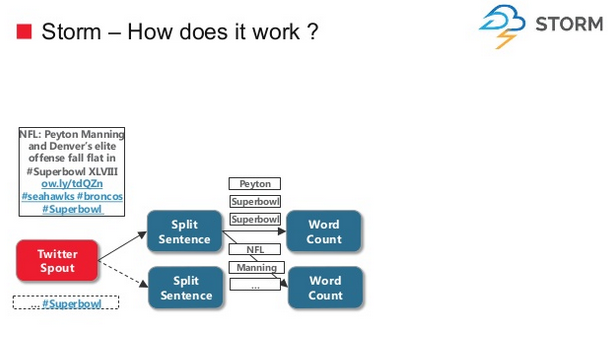 Storm – How does it work ?
STORM
NFL: Peyton Manning
and Denver's elite
offense fall flat in
#Superbowl XLVIII
ow.ly/tdQZn
#seahawks #broncos
#Superbowl
Peyton
Superbowl
Superbowl
Split
Sentence
Word
Count
Twitter
Spout
NFL
Manning
...
Split
Sentence
Word
Count
... #Superbowl